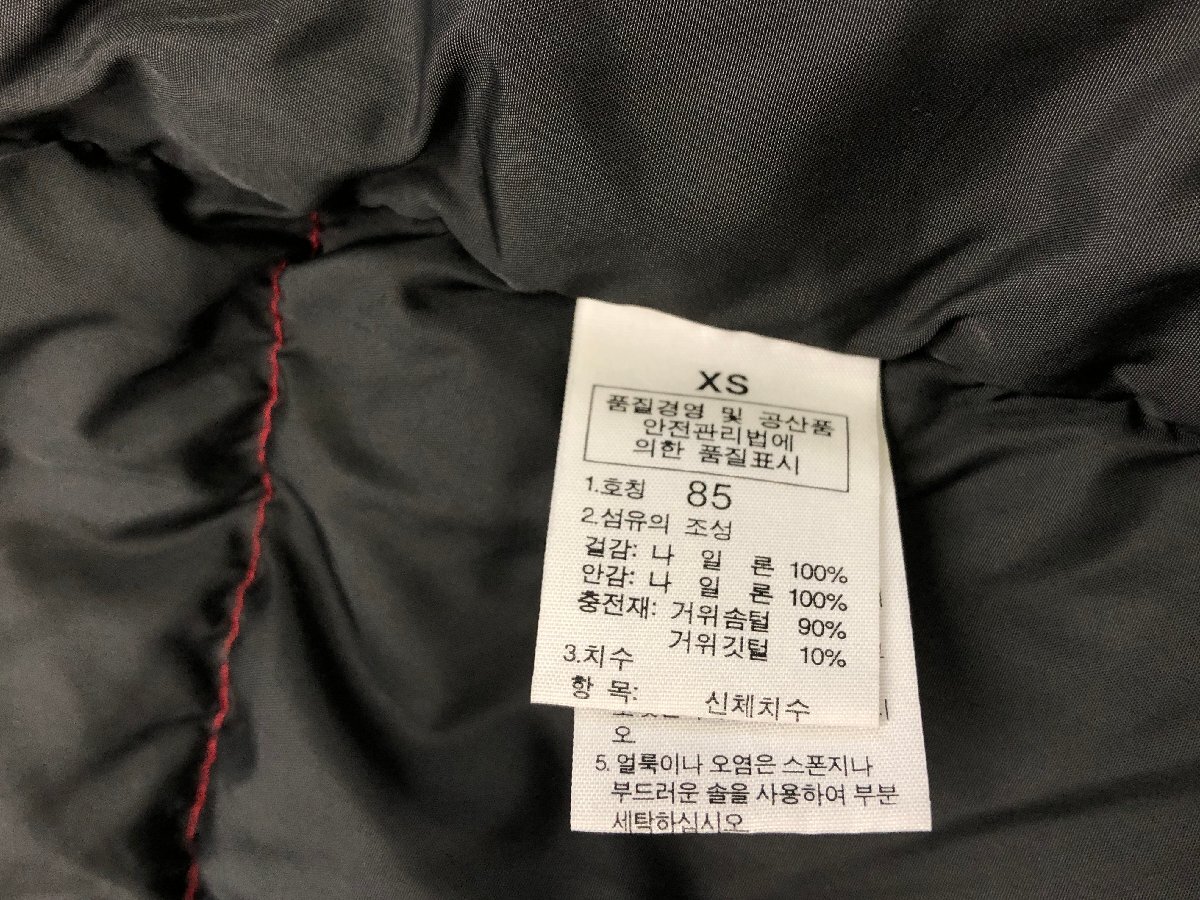 XS
품질경영 및 공산품
안전관리법에
의한 품질표시
1.호칭 85
2.섬유의 조성
겉감: 나 일 론 100%
안감: 나 일 론 100%
충전재: 거위솜털 90%
거위깃털 10%
3.치수
항 목: 신체치수
오
5. 얼룩이나 오염은 스폰지나
부드러운 솔을 사용하여 부분
세탁하십시오